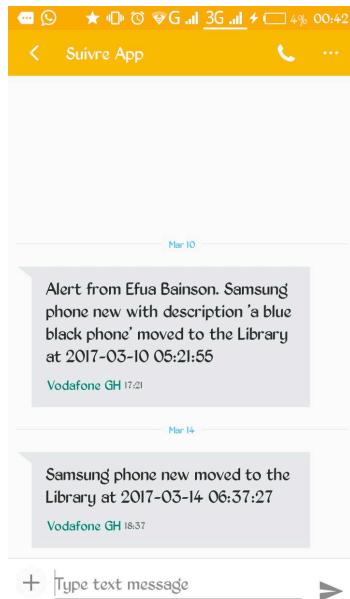 G 3G 4% 00:42
Suivre App
Mar 10
Alert from Efua Bainson. Samsung
phone new with description 'a blue
black phone' moved to the Library
at 2017-03-10 05:21:55
Vodafone GH 17:21
Mar 14
Samsung phone new moved to the
Library at 2017-03-14 06:37:27
Vodafone GH 18:37
Type text message